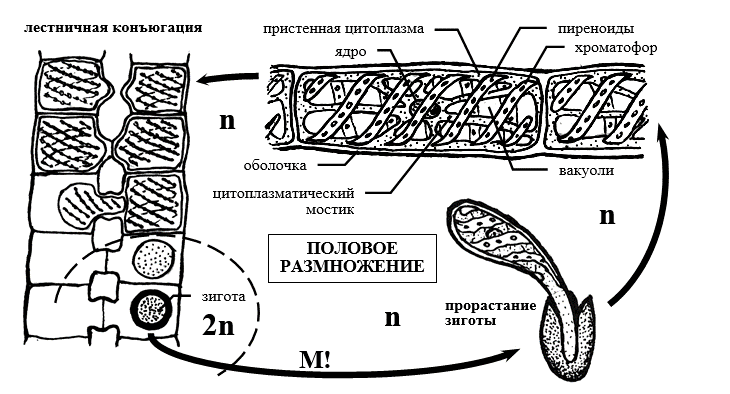 лестничная конъюгация
пристенная цитоплазма
ядро
пиреноиды
хроматофор
n
оболочка
вакуоли
цитоплазматический
мостик
n
ПОЛОВОЕ
РАЗМНОЖЕНИЕ
зигота
2n
n
прорастание
зиготы
М!